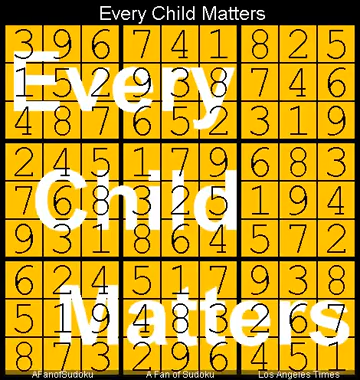 Every Child Matters
3 9 6 7 4 1 8 2 5
1 5 2 9 3 8 7 4 6
4 8 7 6 5 2 3 1 9
2 4 5 1 7 9 6 8 3
7 6 8 3 2 5 1 9 4
9 3 1 8 6 4 5 7 2
6 2 4 5 1 7 9 3 8
5 1 9 4 8 3 2 6 7
8 7 3 2 9 6 4 5 1
Every
Child
Matters
AFanofSudoku A Fan of Sudoku Los Angeles Times